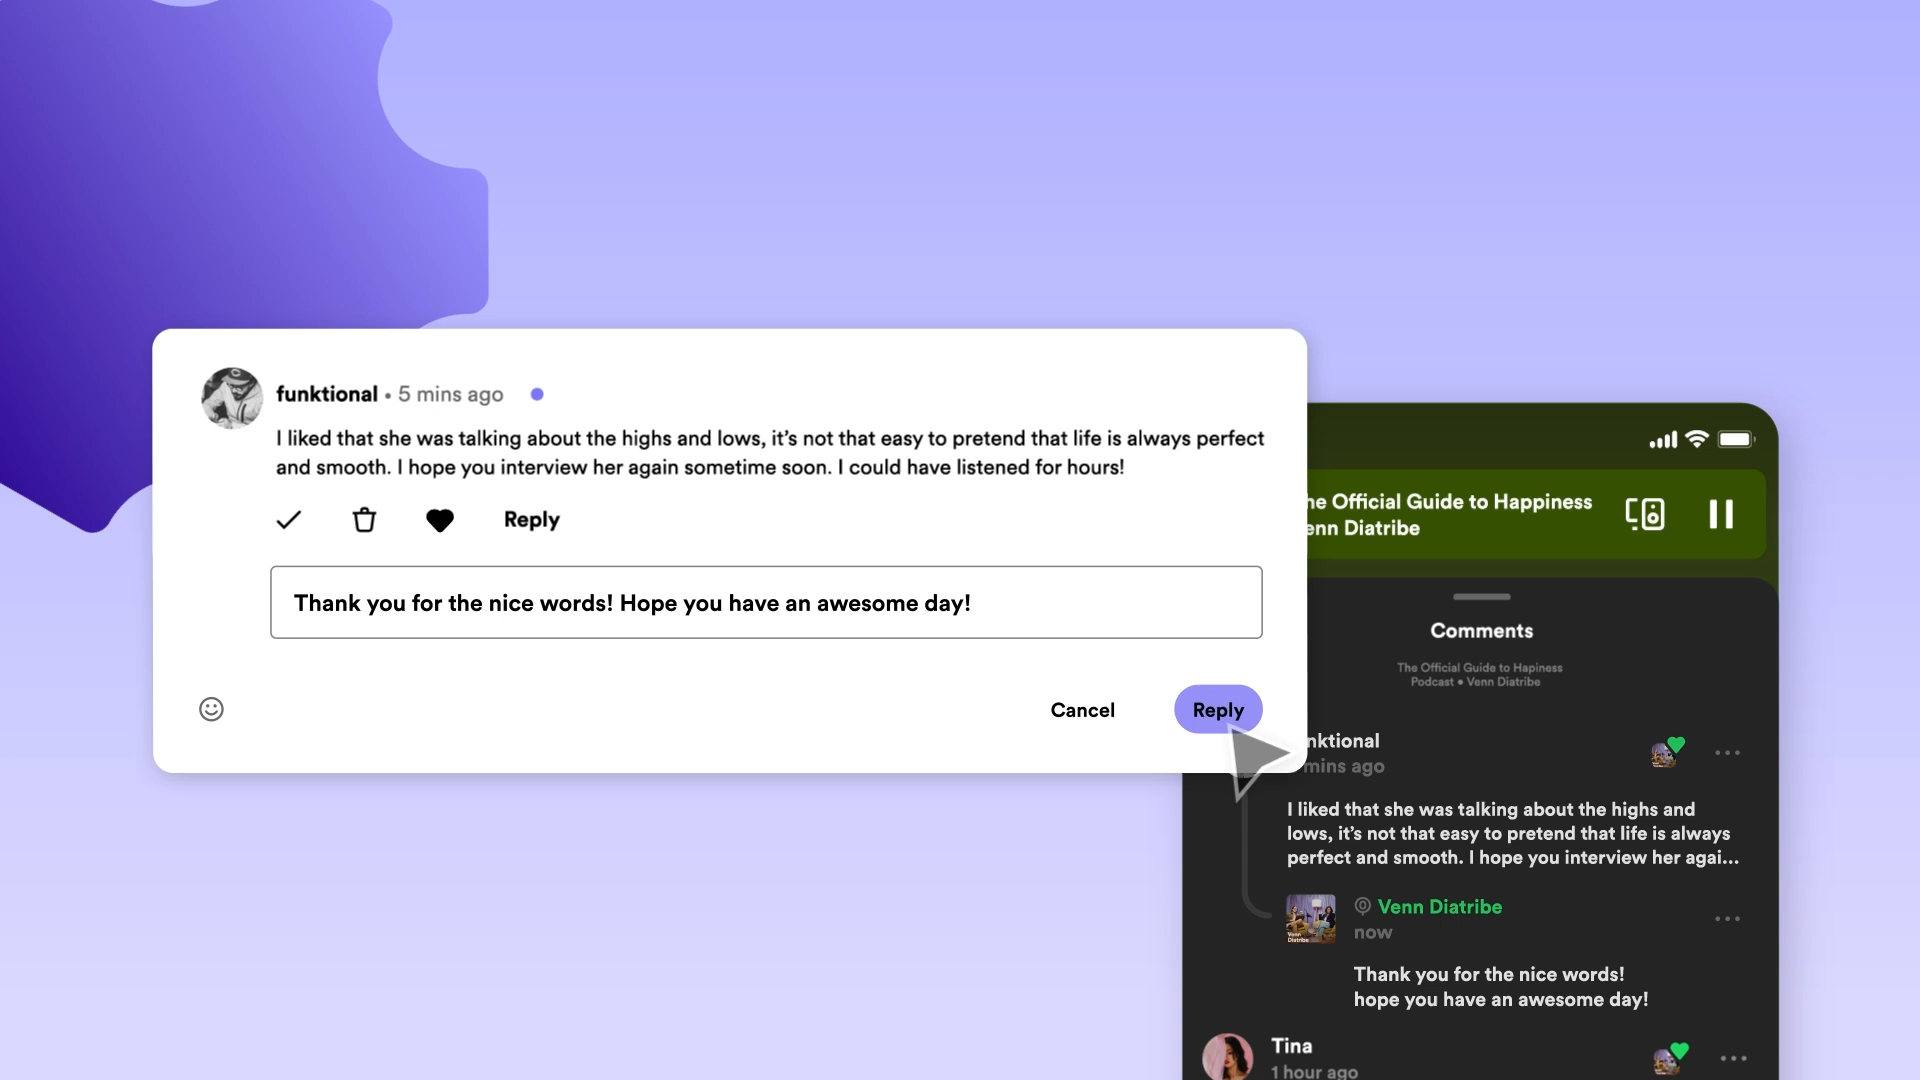 funktional • 5 mins ago
I liked that she was talking about the highs and lows, it's not that easy to pretend that life is always perfect
and smooth. I hope you interview her again sometime soon. I could have listened for hours!
Reply
Thank you for the nice words! Hope you have an awesome day!
Cancel
Reply
he Official Guide to Happiness
enn Diatribe
Comments
The Official Guide to Hapiness
Podcast • Venn Diatribe
nktional
mins ago
I liked that she was talking about the highs and
lows, it's not that easy to pretend that life is always
perfect and smooth. I hope you interview her agai...
Venn
Diatribe
Venn Diatribe
now
Thank you for the nice words!
hope you have an awesome day!
Tina
1 hour ago